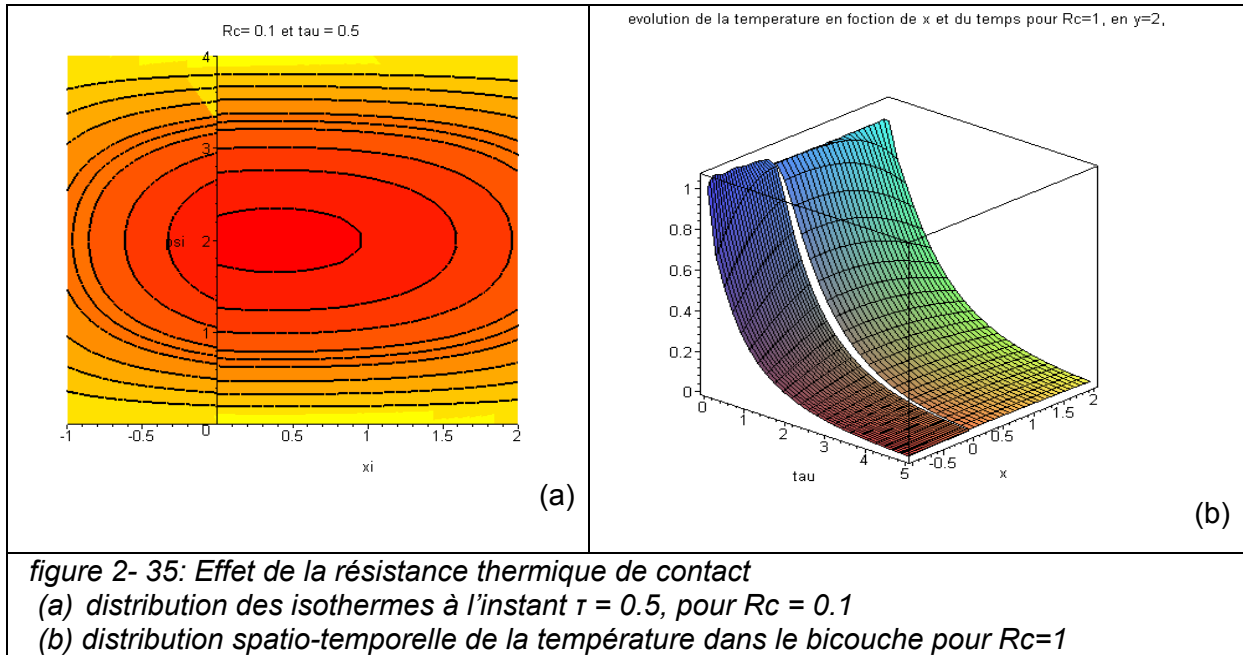 Rc= 0.1 et tau = 0.5
4
3
psi 2
1
0
-1 -0.5 0.5 1 1.5 2
xi
(a)
evolution de la temperature en foction de x et du temps pour Rc=1, en y=2,
1
0.8
0.6
0.4
0.2
0
0 1 2 3 4 5
tau
-0.5 0 0.5 1 1.5 2
x
(b)
figure 2- 35: Effet de la résistance thermique de contact
(a) distribution des isothermes à l'instant τ = 0.5, pour Rc = 0.1
(b) distribution spatio-temporelle de la température dans le bicouche pour Rc=1